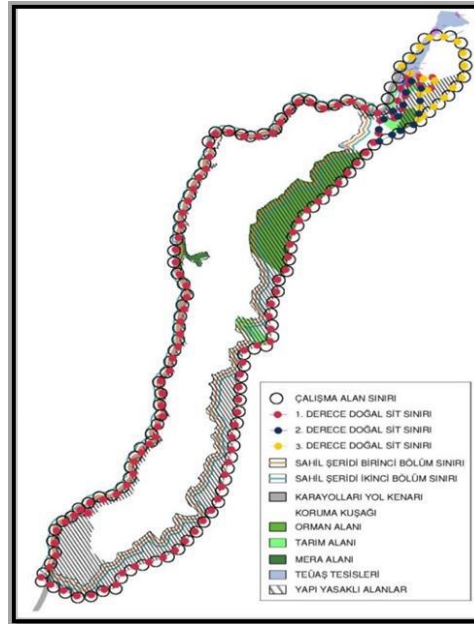 ÇALIŞMA ALAN SINIRI
1. DERECE DOĞAL SİT SINIRI
2. DERECE DOĞAL SİT SINIRI
3. DERECE DOĞAL SİT SINIRI
SAHİL ŞERİDİ BİRİNCİ BÖLÜM SINIRI
SAHİL ŞERİDİ İKİNCİ BÖLÜM SINIRI
KARAYOLLARI YOL KENARI
KORUMA KUŞAĞI
ORMAN ALANI
TARIM ALANI
MERA ALANI
TEÜAŞ TESİSLERİ
YAPI YASAKLI ALANLAR